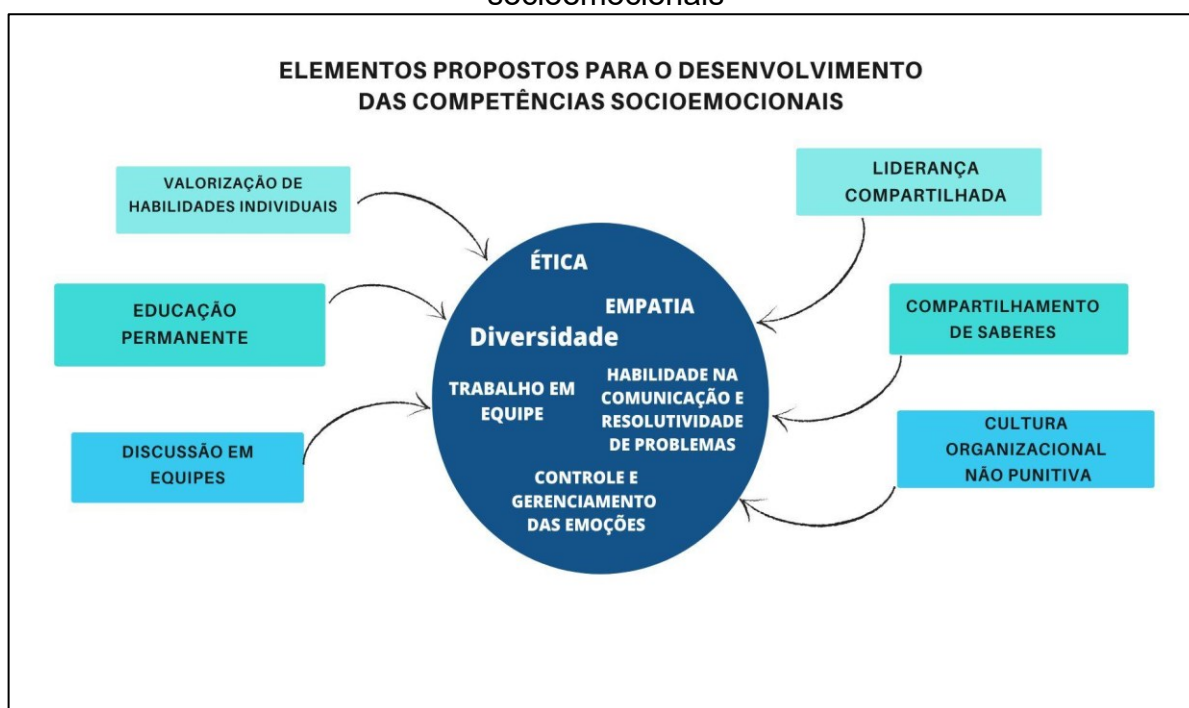 socioemocionais
ELEMENTOS PROPOSTOS PARA O DESENVOLVIMENTO
DAS COMPETÊNCIAS SOCIOEMOCIONAIS
VALORIZAÇÃO DE
HABILIDADES INDIVIDUAIS
EDUCAÇÃO
PERMANENTE
DISCUSSÃO EM
EQUIPES
ÉTICA
EMPATIA
Diversidade
TRABALHO EM
EQUIPE
HABILIDADE NA
COMUNICAÇÃO E
RESOLUTIVIDADE
DE PROBLEMAS
CONTROLE E
GERENCIAMENTO
DAS EMOÇÕES
LIDERANÇA
COMPARTILHADA
COMPARTILHAMENTO
DE SABERES
CULTURA
ORGANIZACIONAL
NÃO PUNITIVA